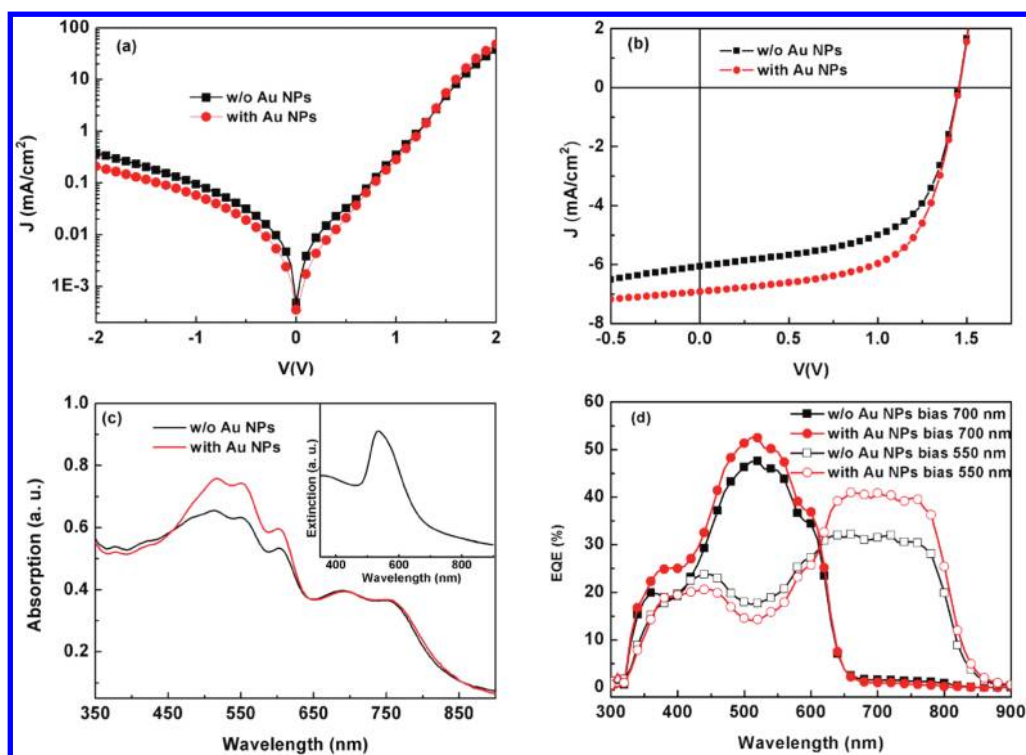 (a)
w/o Au NPs
with Au NPs
J (mA/cm²)
100
10
1
0.1
0.01
1E-3
-2
-1
0
1
2
V(V)
(b)
w/o Au NPs
with Au NPs
J (mA/cm²)
2
0
-2
-4
-6
-8
-0.5
0.0
0.5
1.0
1.5
V(V)
(c)
w/o Au NPs
with Au NPs
Absorption (a. u.)
1.0
0.8
0.6
0.4
0.2
350
450
550
650
750
850
Wavelength (nm)
Extinction (a. u.)
400
600
800
Wavelength (nm)
(d)
w/o Au NPs bias 700 nm
with Au NPs bias 700 nm
w/o Au NPs bias 550 nm
with Au NPs bias 550 nm
EQE (%)
60
50
40
30
20
10
0
300
400
500
600
700
800
900
Wavelength (nm)